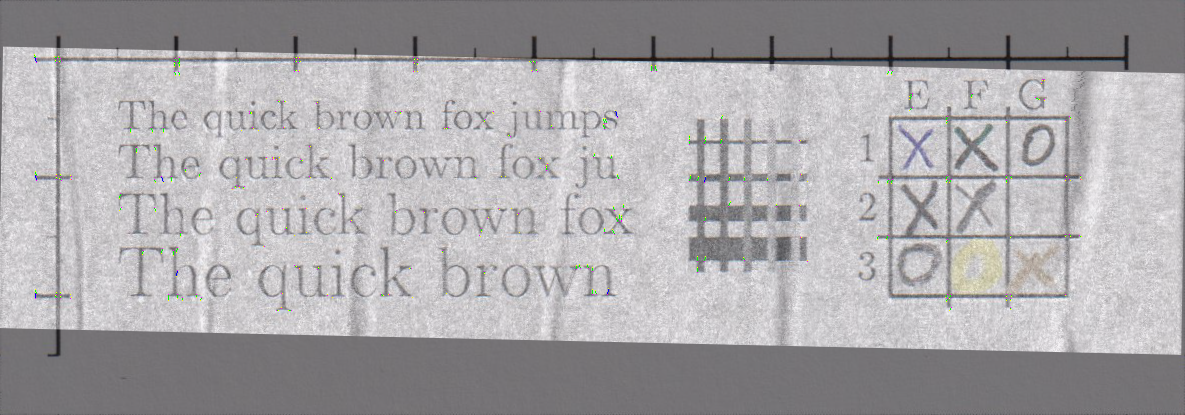 The quick brown fox jumps
The quick brown fox ju
The quick brown fox
The quick brown
E F G
1 X X O
2 X X
3 O O X